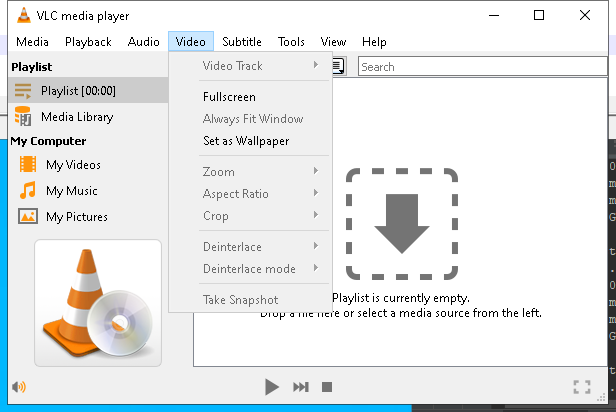 VLC media player
Media Playback Audio Video Subtitle Tools View Help
Playlist
Playlist [00:00]
Media Library
My Computer
My Videos
My Music
My Pictures
Video Track
Fullscreen
Always Fit Window
Set as Wallpaper
Zoom
Aspect Ratio
Crop
Deinterlace
Deinterlace mode
Take Snapshot
Search
Playlist is currently empty.
Drop a file here or select a media source from the left.